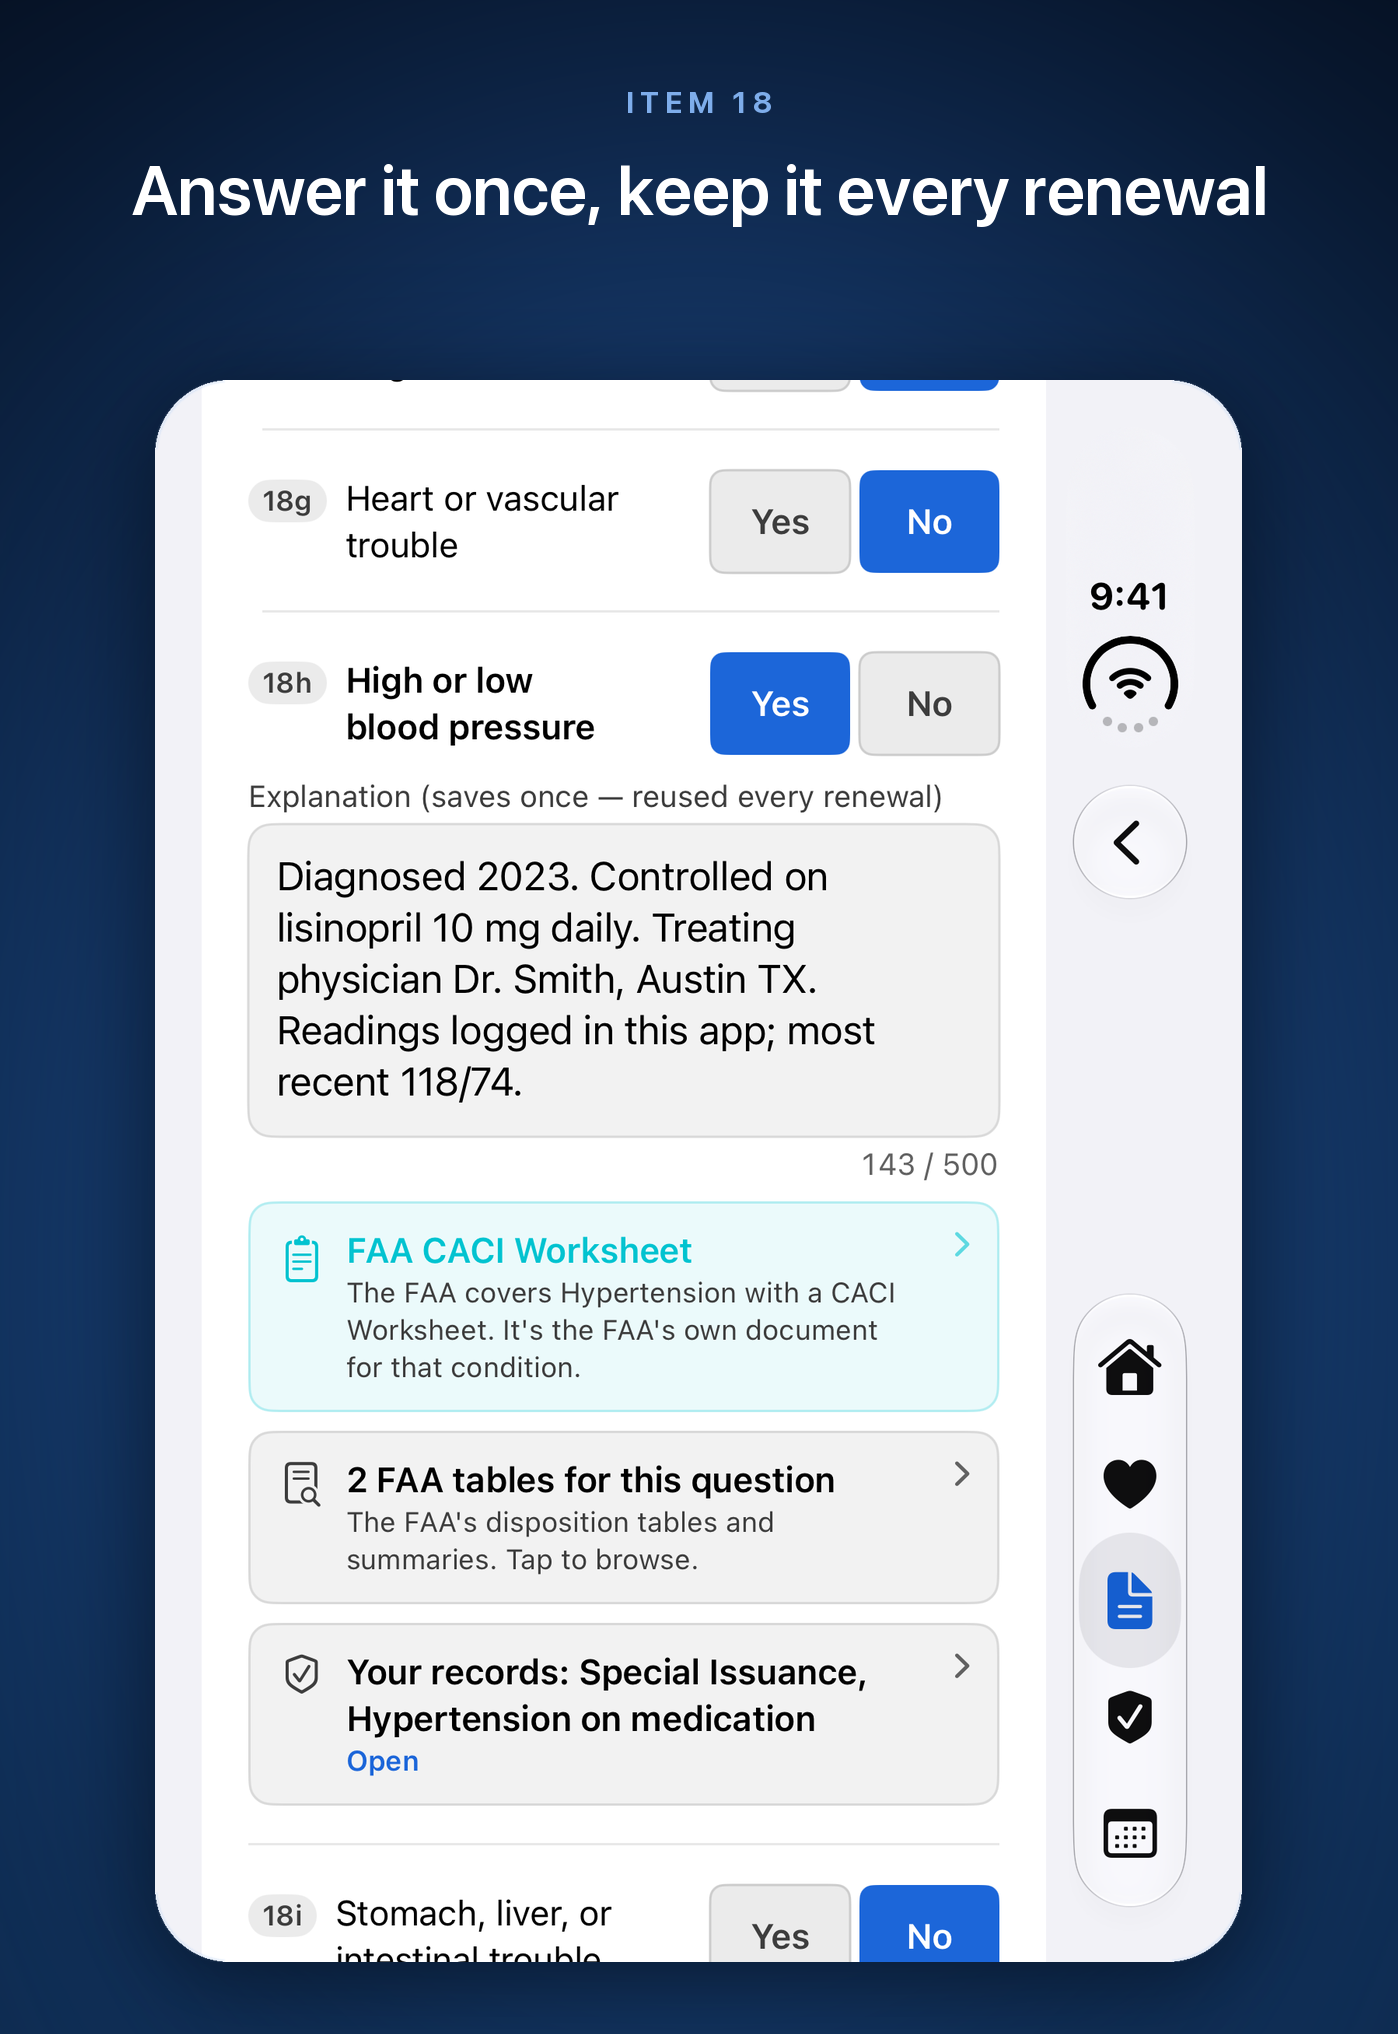 ITEM 18
Answer it once, keep it every renewal
18g
Heart or vascular
trouble
Yes
No
18h
High or low
blood pressure
Yes
No
Explanation (saves once — reused every renewal)
Diagnosed 2023. Controlled on
lisinopril 10 mg daily. Treating
physician Dr. Smith, Austin TX.
Readings logged in this app; most
recent 118/74.
143 / 500
FAA CACI Worksheet
The FAA covers Hypertension with a CACI
Worksheet. It's the FAA's own document
for that condition.
2 FAA tables for this question
The FAA's disposition tables and
summaries. Tap to browse.
Your records: Special Issuance,
Hypertension on medication
Open
18i
Stomach, liver, or
intestinal trouble
Yes
No
9:41